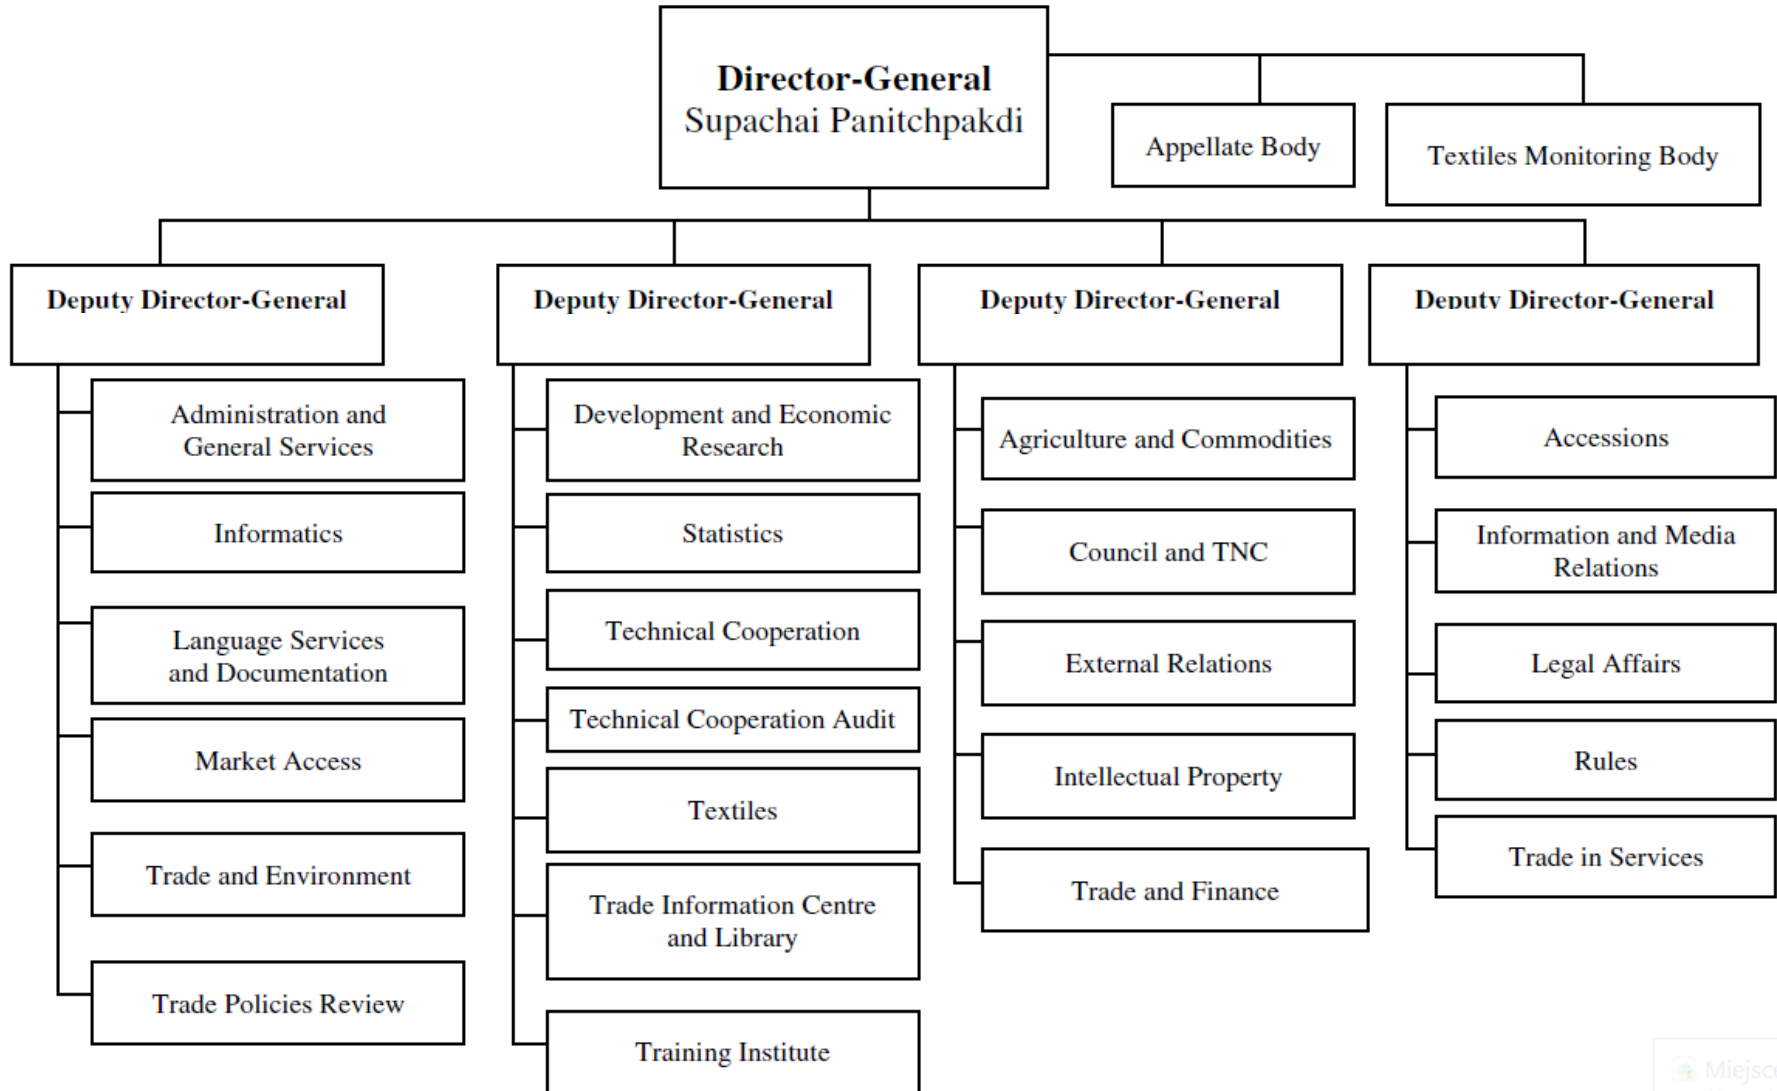 Director-General
Supachai Panitchpakdi
Appellate Body
Textiles Monitoring Body
Deputy Director-General
Deputy Director-General
Deputy Director-General
Deputy Director-General
Administration and
General Services
Informatics
Language Services
and Documentation
Market Access
Trade and Environment
Trade Policies Review
Development and Economic
Research
Statistics
Technical Cooperation
Technical Cooperation Audit
Textiles
Trade Information Centre
and Library
Training Institute
Agriculture and Commodities
Council and TNC
External Relations
Intellectual Property
Trade and Finance
Accessions
Information and Media
Relations
Legal Affairs
Rules
Trade in Services